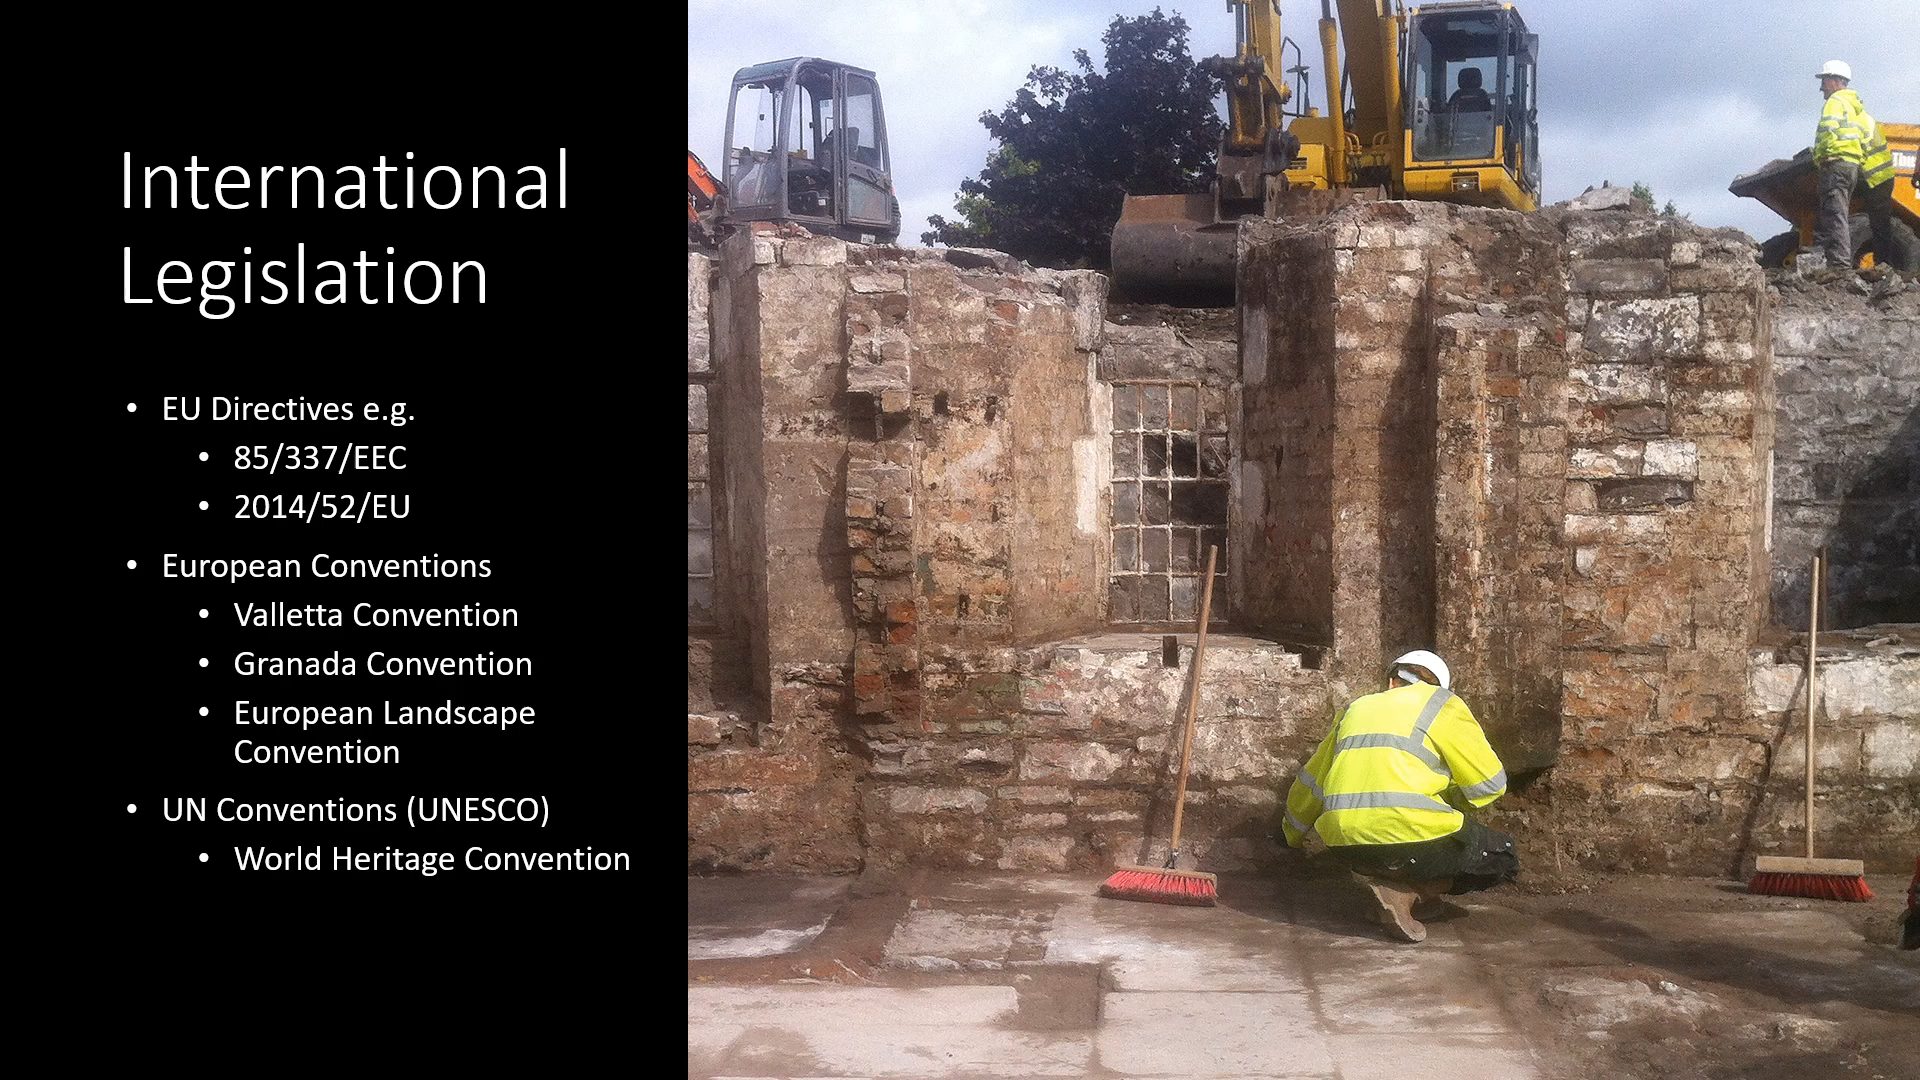 International
Legislation
• EU Directives e.g.
• 85/337/EEC
• 2014/52/EU
• European Conventions
• Valletta Convention
• Granada Convention
• European Landscape
Convention
• UN Conventions (UNESCO)
• World Heritage Convention